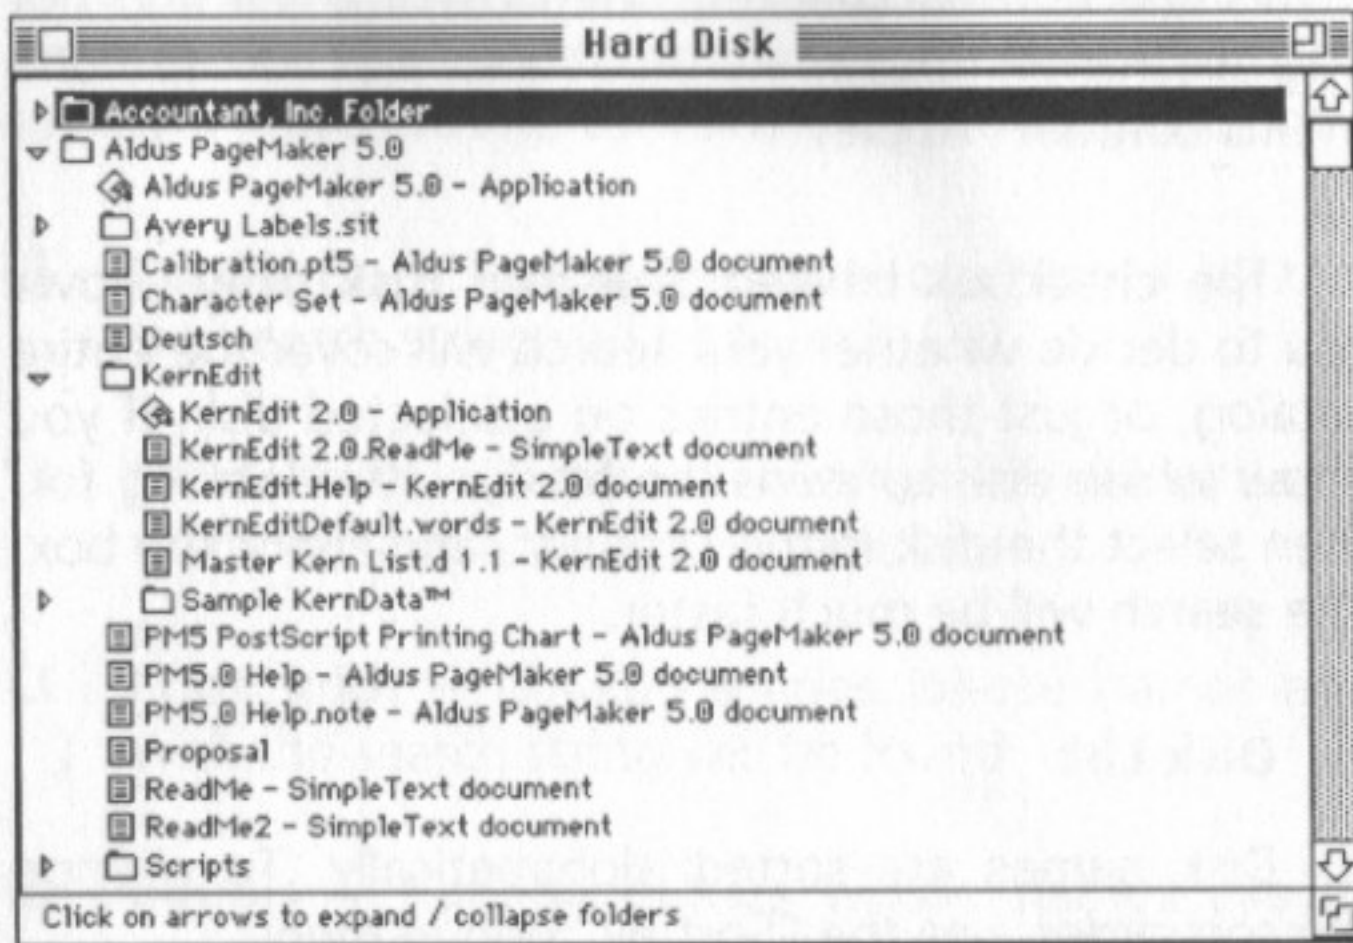 Hard Disk
Accountant, Inc. Folder
Aldus PageMaker 5.0
Aldus PageMaker 5.0 - Application
Avery Labels.sit
Calibration.pt5 - Aldus PageMaker 5.0 document
Character Set - Aldus PageMaker 5.0 document
Deutsch
KernEdit
KernEdit 2.0 - Application
KernEdit 2.0.ReadMe - SimpleText document
KernEdit.Help - KernEdit 2.0 document
KernEditDefault.words - KernEdit 2.0 document
Master Kern List.d 1.1 - KernEdit 2.0 document
Sample KernData™
PM5 PostScript Printing Chart - Aldus PageMaker 5.0 document
PM5.0 Help - Aldus PageMaker 5.0 document
PM5.0 Help.note - Aldus PageMaker 5.0 document
Proposal
ReadMe - SimpleText document
ReadMe2 - SimpleText document
Scripts
Click on arrows to expand / collapse folders